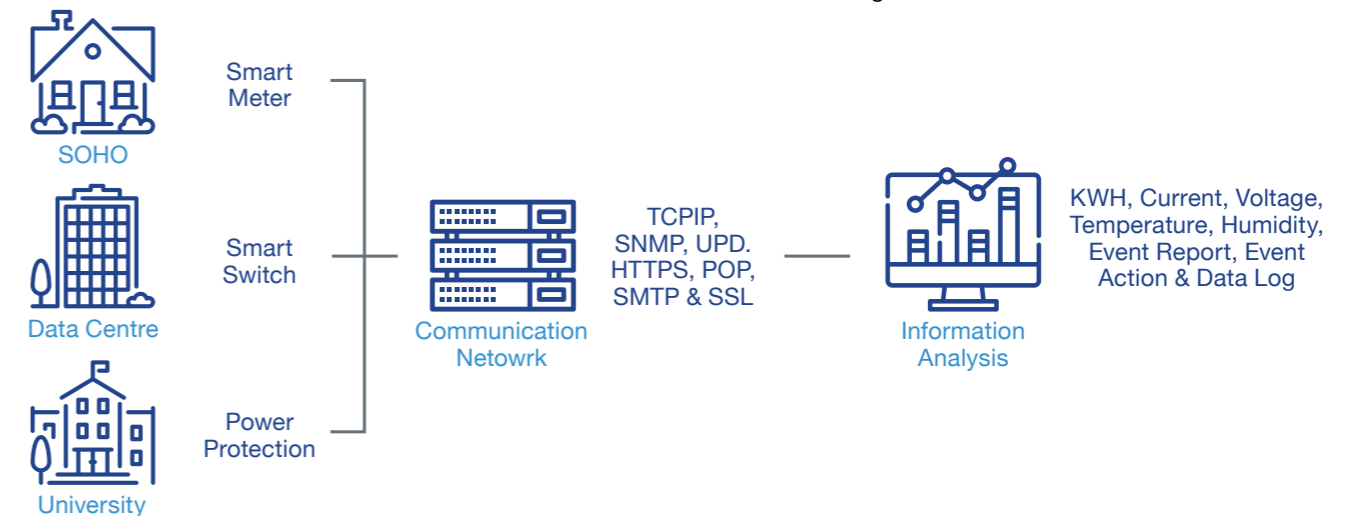 Smart
Meter
SOHO
Smart
Switch
Data Centre
Power
Protection
University
Communication
Netowrk
TCPIP,
SNMP, UPD.
HTTPS, POP,
SMTP & SSL
Information
Analysis
KWH, Current, Voltage,
Temperature, Humidity,
Event Report, Event
Action & Data Log